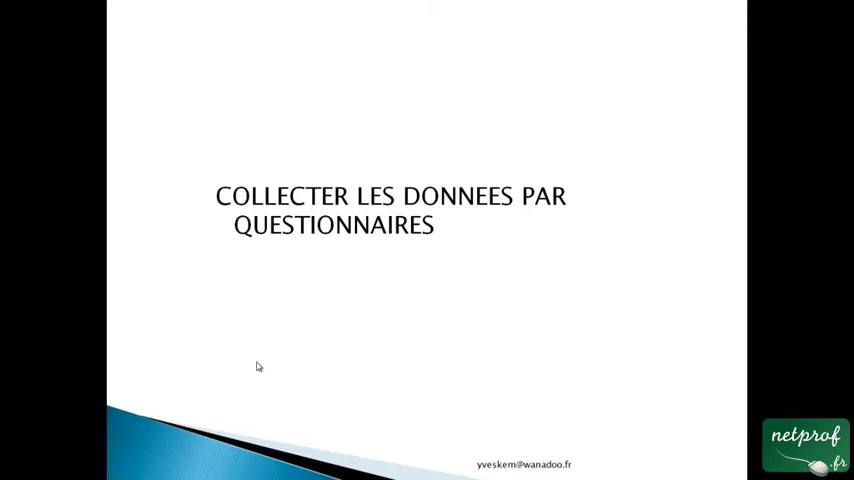 COLLECTER LES DONNEES PAR
QUESTIONNAIRES
yveskem@wanadoo.fr
netprof
.fr